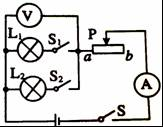 V
L₁ S₁ P
L₂ S₂ a b A
S